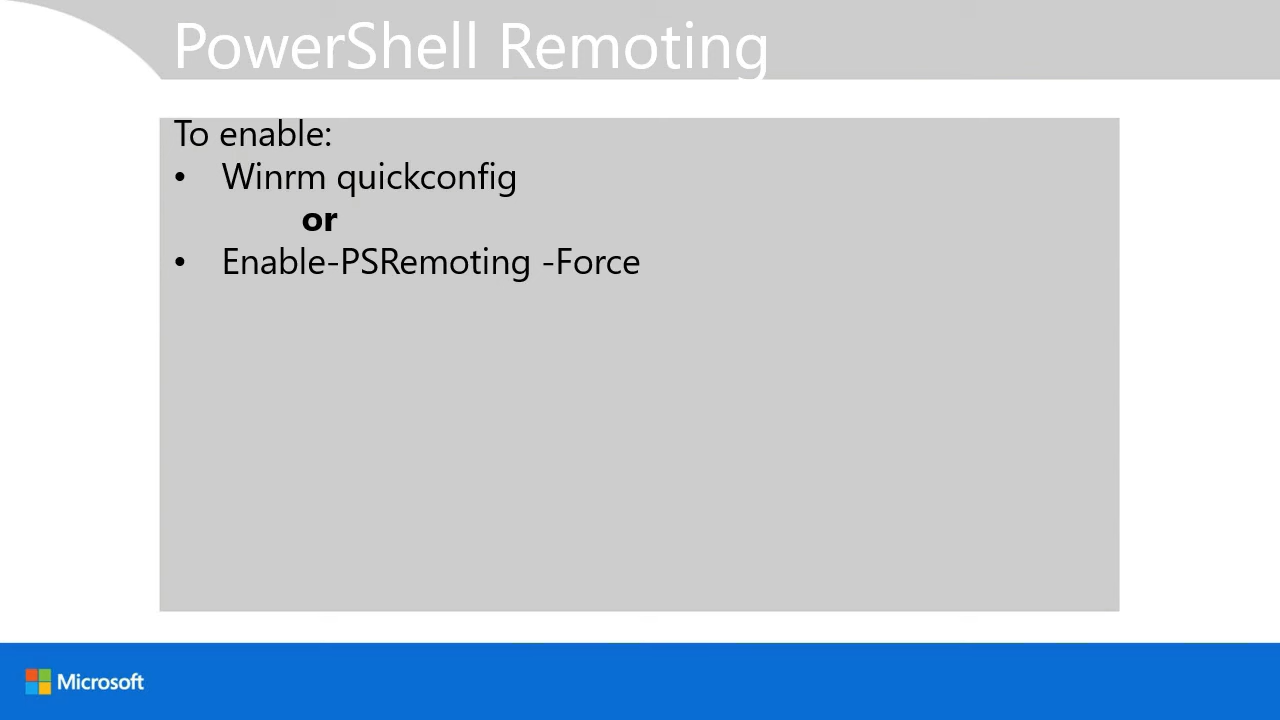 PowerShell Remoting
To enable:
• Winrm quickconfig
or
• Enable-PSRemoting -Force
Microsoft